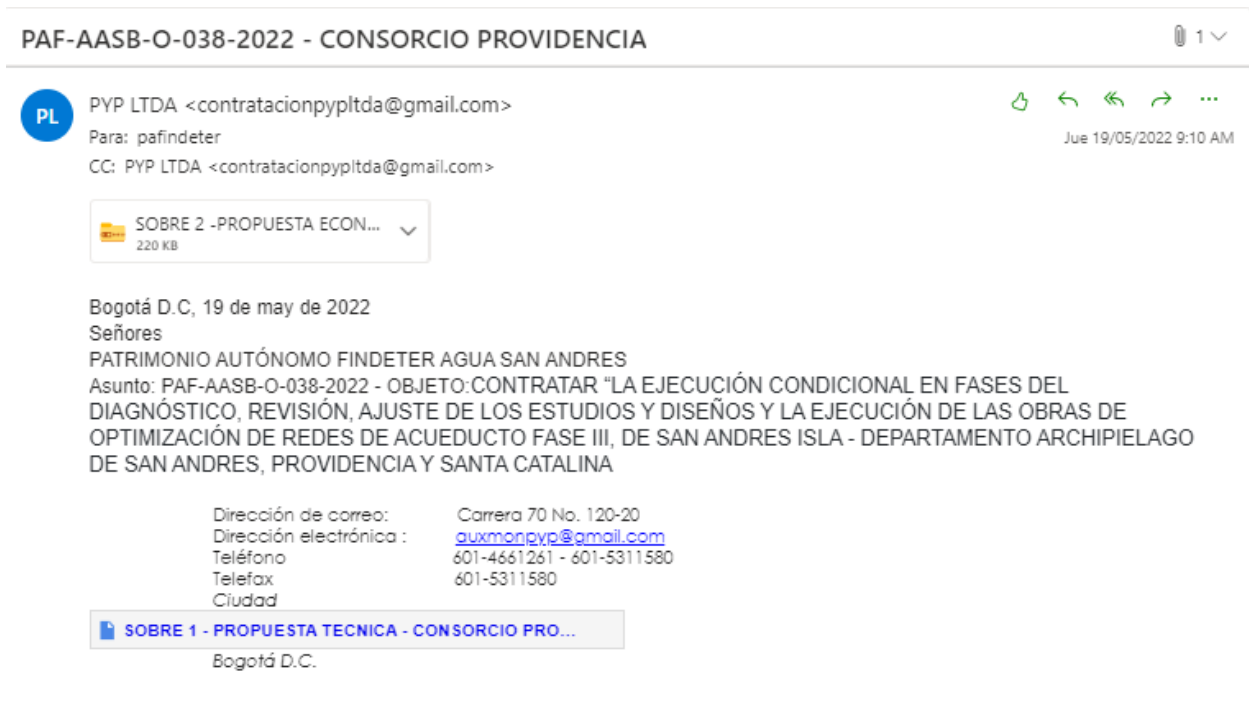 PAF-AASB-O-038-2022 - CONSORCIO PROVIDENCIA
1
PL
PYP LTDA <contratacionpypltda@gmail.com>
Para: pafindeter
Jue 19/05/2022 9:10 AM
CC: PYP LTDA <contratacionpypltda@gmail.com>
SOBRE 2 -PROPUESTA ECON...
220 KB
Bogotá D.C, 19 de may de 2022
Señores
PATRIMONIO AUTÓNOMO FINDETER AGUA SAN ANDRES
Asunto: PAF-AASB-O-038-2022 - OBJETO:CONTRATAR “LA EJECUCIÓN CONDICIONAL EN FASES DEL
DIAGNÓSTICO, REVISIÓN, AJUSTE DE LOS ESTUDIOS Y DISEÑOS Y LA EJECUCIÓN DE LAS OBRAS DE
OPTIMIZACIÓN DE REDES DE ACUEDUCTO FASE III, DE SAN ANDRES ISLA - DEPARTAMENTO ARCHIPIELAGO
DE SAN ANDRES, PROVIDENCIA Y SANTA CATALINA
Dirección de correo: Carrera 70 No. 120-20
Dirección electrónica : auxmonpyp@gmail.com
Teléfono 601-4661261 - 601-5311580
Telefax 601-5311580
Ciudad
SOBRE 1 - PROPUESTA TECNICA - CONSORCIO PRO...
Bogotá D.C.